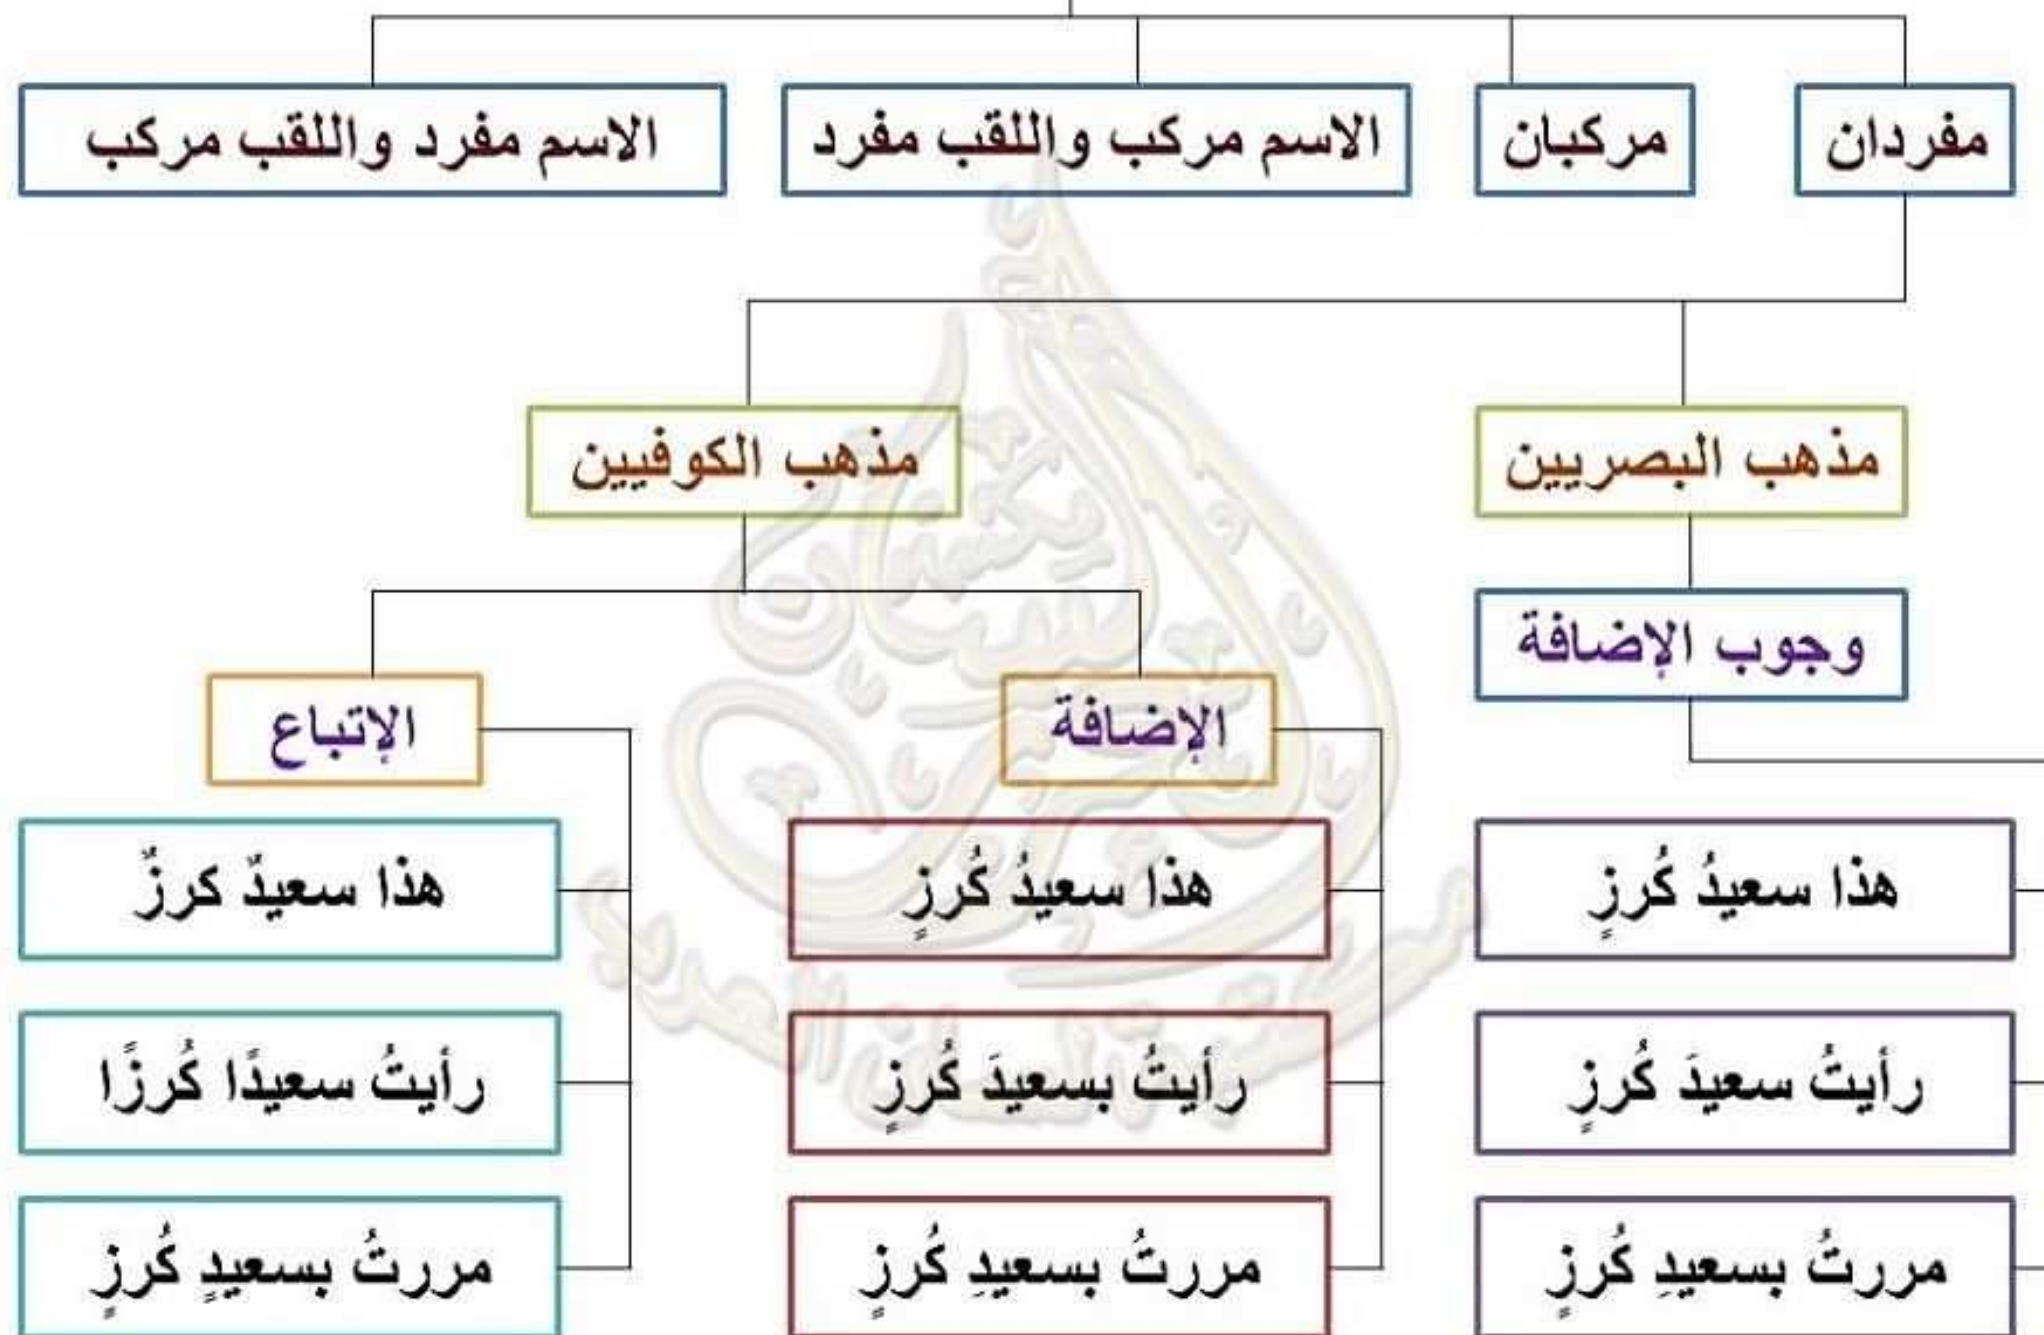 مفردان
مركبان
الاسم مركب واللقب مفرد
الاسم مفرد واللقب مركب
مذهب البصريين
مذهب الكوفيين
وجوب الإضافة
الإضافة
الإتباع
هذا سعيدُ كُرزٍ
هذا سعيدُ كُرزٍ
هذا سعيدٌ كرزٌ
رأيتُ سعيدَ كُرزٍ
رأيتُ بسعيدَ كُرزٍ
رأيتُ سعيدًا كُرزًا
مررتُ بسعيدِ كُرزٍ
مررتُ بسعيدِ كُرزٍ
مررتُ بسعيدٍ كُرزٍ